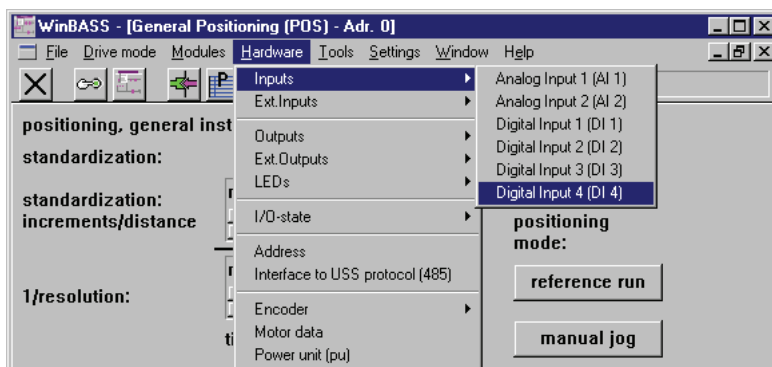 WinBASS - [General Positioning (POS) - Adr. 0]
File Drive mode Modules Hardware Tools Settings Window Help
positioning, general inst
standardization:
standardization:
increments/distance
1/resolution:
ti
Inputs
Ext.Inputs
Outputs
Ext.Outputs
LEDs
I/O-state
Address
Interface to USS protocol (485)
Encoder
Motor data
Power unit (pu)
Analog Input 1 (AI 1)
Analog Input 2 (AI 2)
Digital Input 1 (DI 1)
Digital Input 2 (DI 2)
Digital Input 3 (DI 3)
Digital Input 4 (DI 4)
positioning
mode:
reference run
manual jog